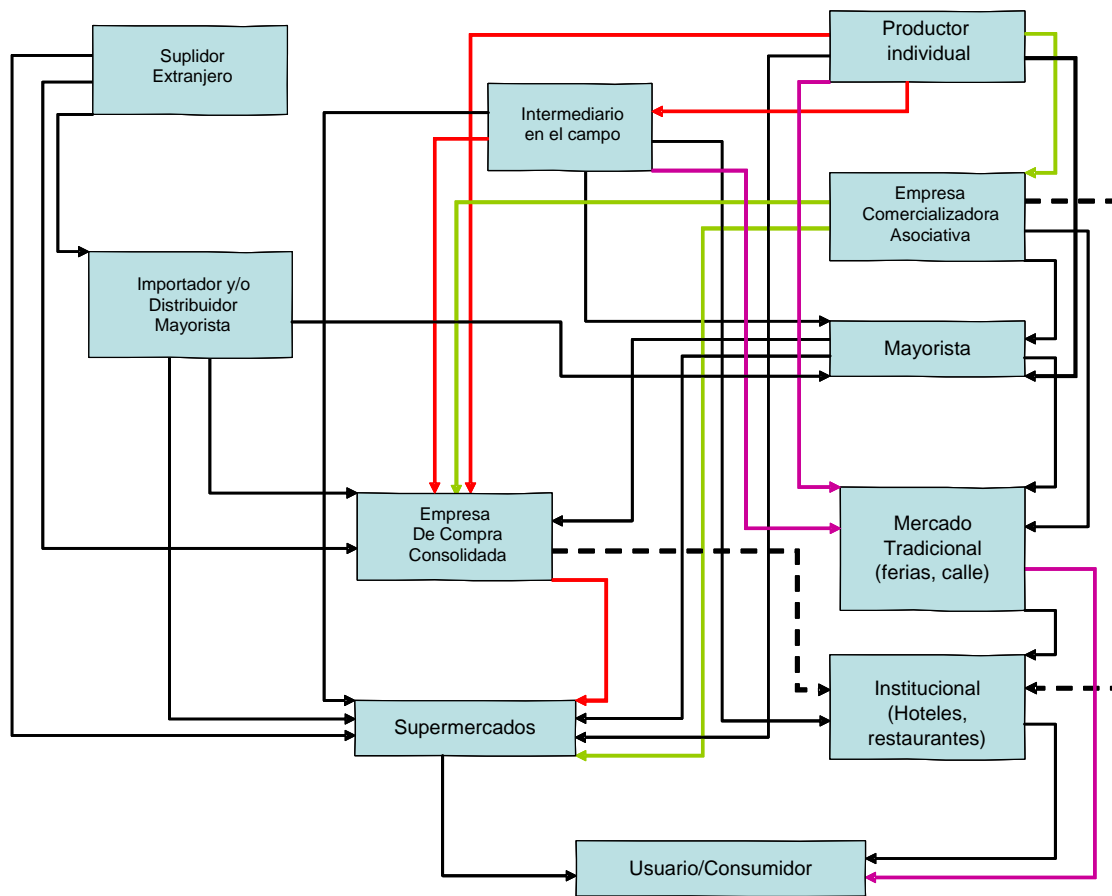 Productor
individual
Suplidor
Extranjero
Intermediario
en el campo
Empresa
Comercializadora
Asociativa
Importador y/o
Distribuidor
Mayorista
Mayorista
Empresa
De Compra
Consolidada
Mercado
Tradicional
(ferias, calle)
Institucional
(Hoteles,
restaurantes)
Supermercados
Usuario/Consumidor